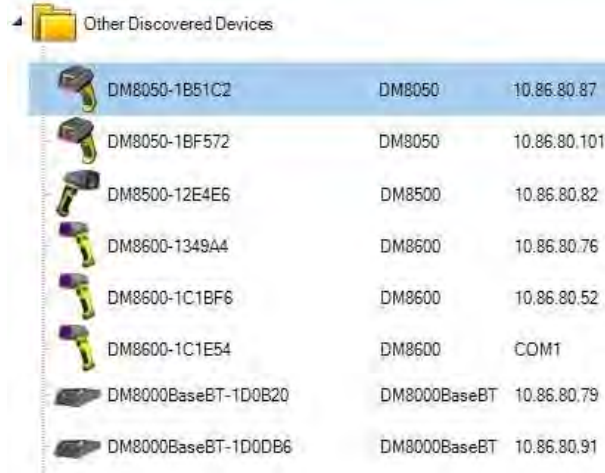 Other Discovered Devices
DM8050-1B51C2 DM8050 10.86.80.87
DM8050-1BF572 DM8050 10.86.80.101
DM8500-12E4E6 DM8500 10.86.80.82
DM8600-1349A4 DM8600 10.86.80.76
DM8600-1C1BF6 DM8600 10.86.80.52
DM8600-1C1E54 DM8600 COM1
DM8000BaseBT-1D0B20 DM8000BaseBT 10.86.80.79
DM8000BaseBT-1D0DB6 DM8000BaseBT 10.86.80.91